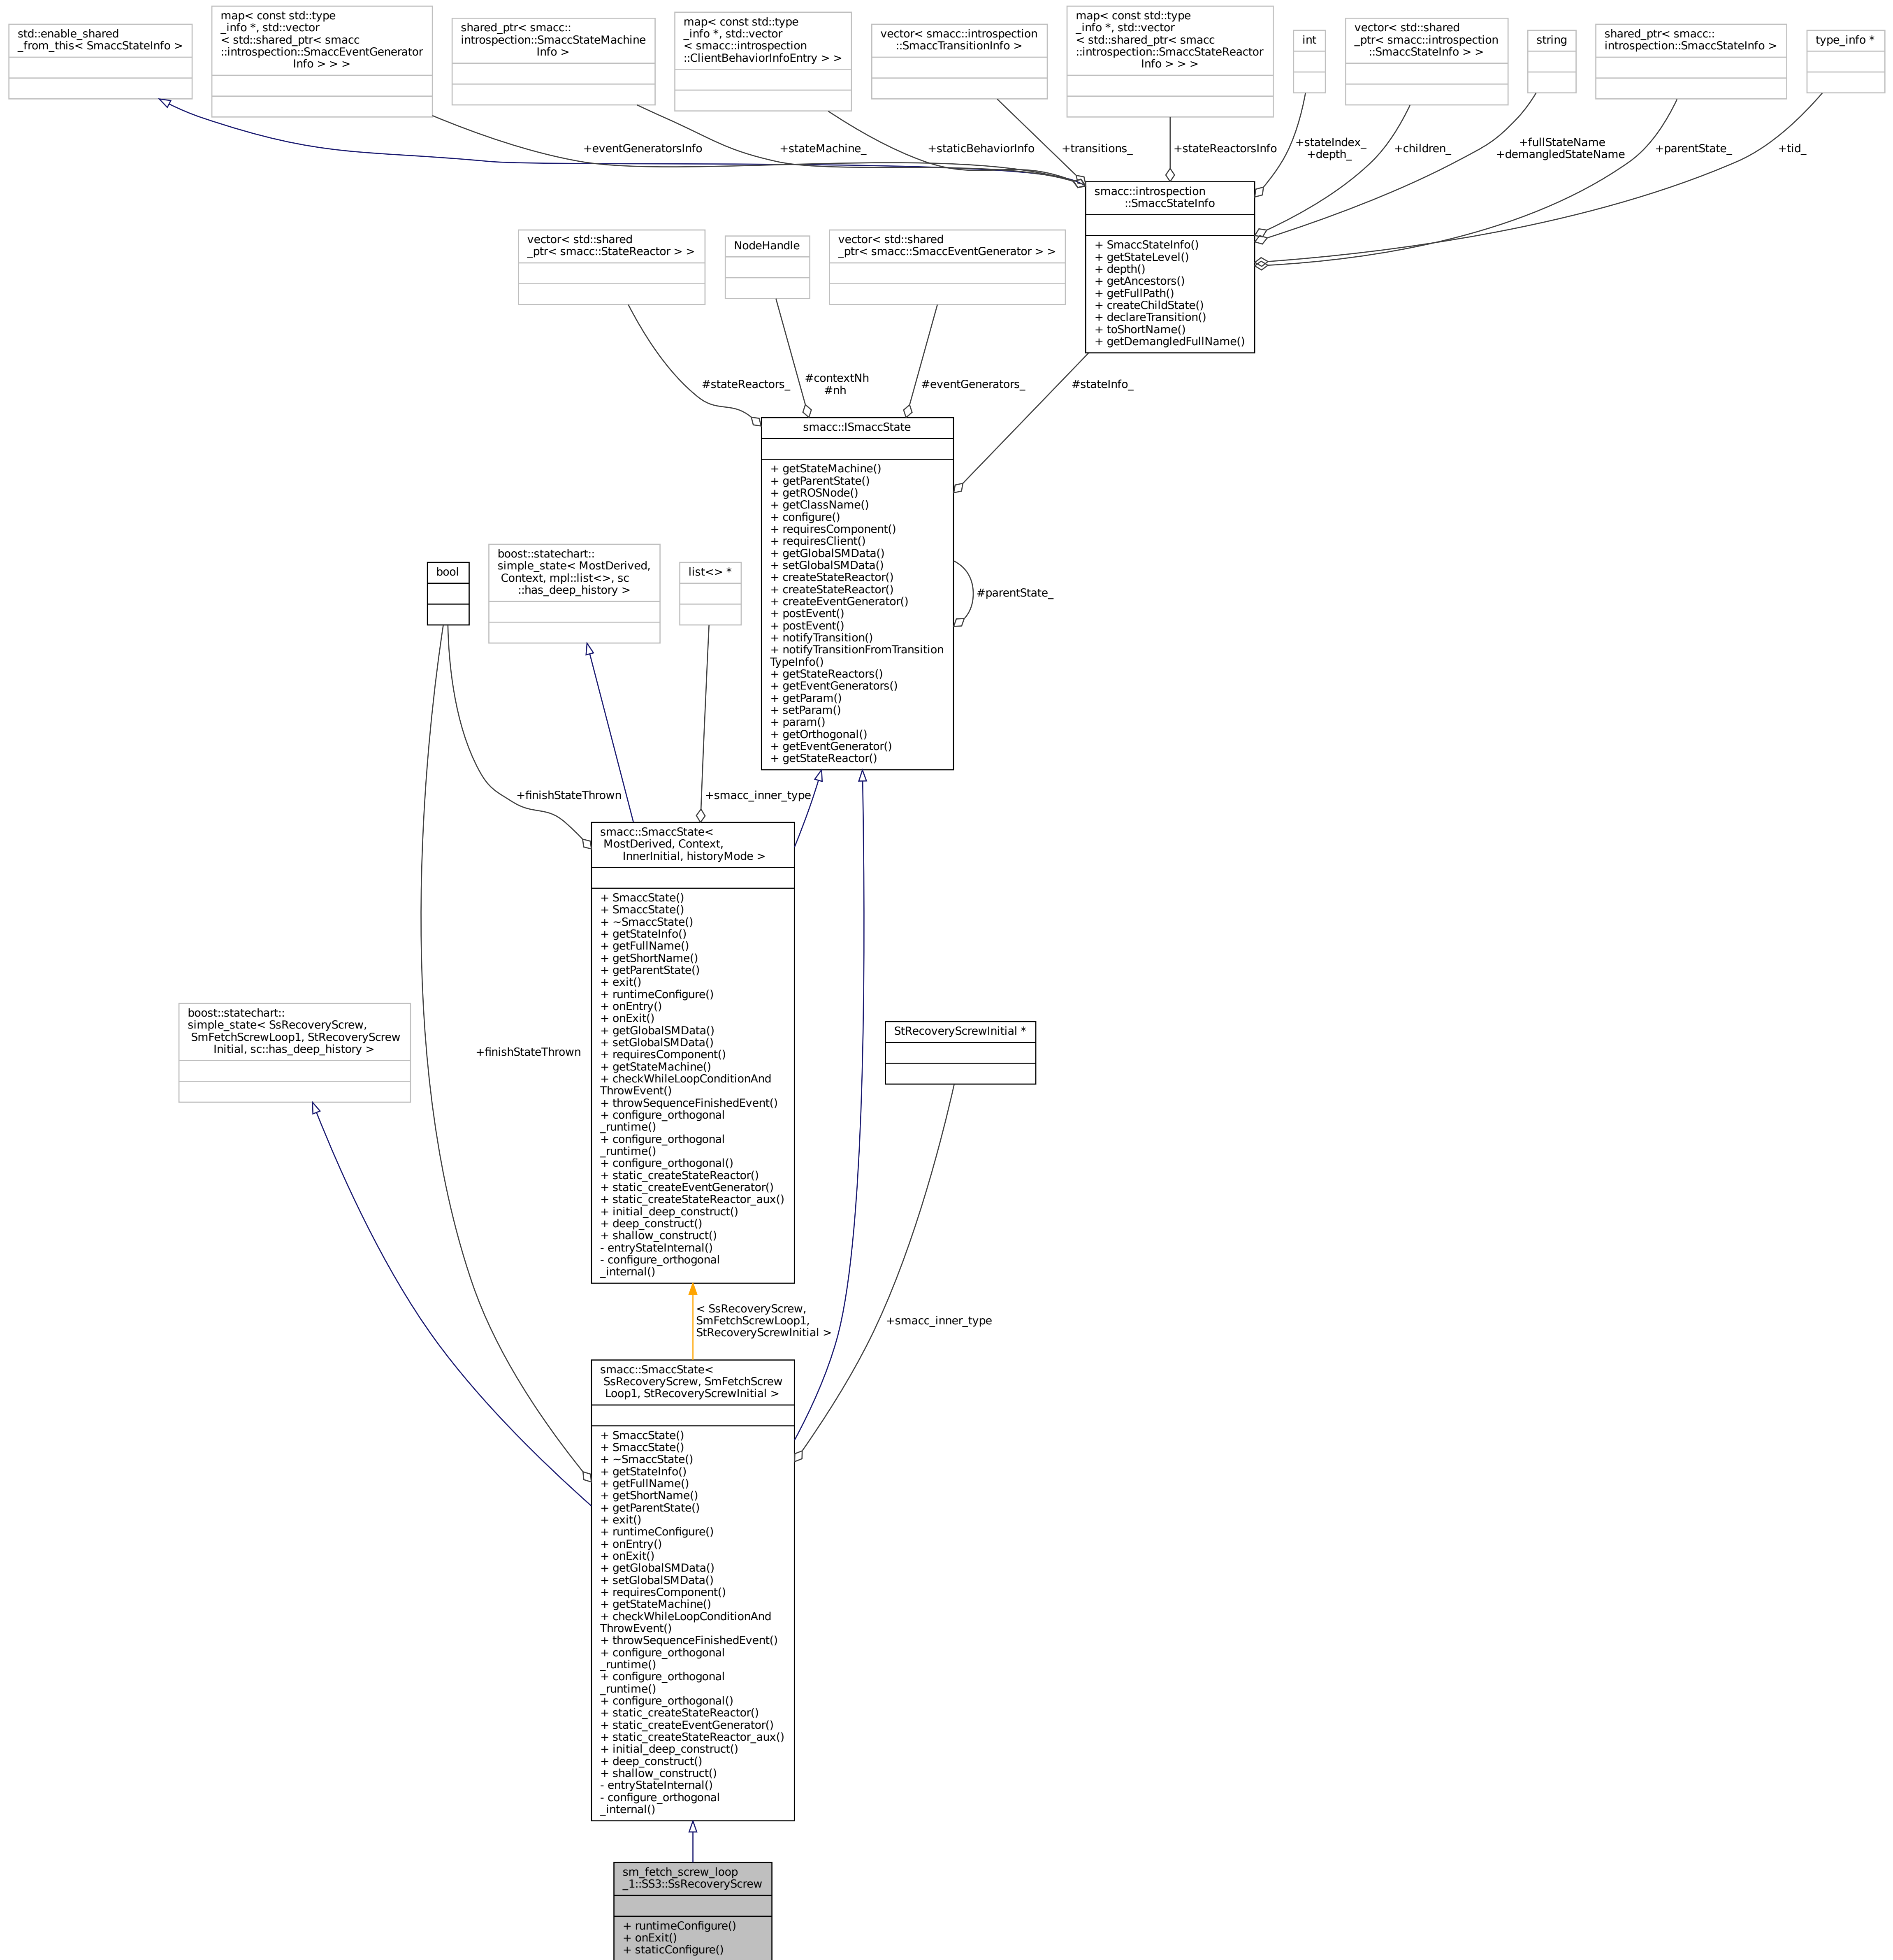 std::enable_shared
_from_this< SmaccStateInfo >
map< const std::type
_info *, std::vector
< std::shared_ptr< smacc
::introspection::SmaccEventGenerator
Info > > >
shared_ptr< smacc::
introspection::SmaccStateMachine
Info >
map< const std::type
_info *, std::vector
< smacc::introspection
::ClientBehaviorInfoEntry > >
vector< smacc::introspection
::SmaccTransitionInfo >
map< const std::type
_info *, std::vector
< std::shared_ptr< smacc
::introspection::SmaccStateReactor
Info > > >
int
vector< std::shared
_ptr< smacc::introspection
::SmaccStateInfo > >
string
shared_ptr< smacc::
introspection::SmaccStateInfo >
type_info *
+eventGeneratorsInfo
+stateMachine_
+staticBehaviorInfo
+transitions_
+stateReactorsInfo
+stateIndex_
+depth_
+children_
+fullStateName
+demangledStateName
+parentState_
+tid_
smacc::introspection
::SmaccStateInfo
+ SmaccStateInfo()
+ getStateLevel()
+ depth()
+ getAncestors()
+ getFullPath()
+ createChildState()
+ declareTransition()
+ toShortName()
+ getDemangledFullName()
vector< std::shared
_ptr< smacc::StateReactor > >
NodeHandle
vector< std::shared
_ptr< smacc::SmaccEventGenerator > >
#stateReactors_
#contextNh
#nh
#eventGenerators_
#stateInfo_
smacc::ISmaccState
+ getStateMachine()
+ getParentState()
+ getROSNode()
+ getClassName()
+ configure()
+ requiresComponent()
+ requiresClient()
+ getGlobalSMData()
+ setGlobalSMData()
+ createStateReactor()
+ createStateReactor()
+ createEventGenerator()
+ postEvent()
+ postEvent()
+ notifyTransition()
+ notifyTransitionFromTransition
TypeInfo()
+ getStateReactors()
+ getEventGenerators()
+ getParam()
+ setParam()
+ param()
+ getOrthogonal()
+ getEventGenerator()
+ getStateReactor()
#parentState_
bool
boost::statechart::
simple_state< MostDerived,
Context, mpl::list<>, sc
::has_deep_history >
list<> *
+finishStateThrown
+smacc_inner_type
smacc::SmaccState<
MostDerived, Context,
InnerInitial, historyMode >
+ SmaccState()
+ SmaccState()
+ ~SmaccState()
+ getStateInfo()
+ getFullName()
+ getShortName()
+ getParentState()
+ exit()
+ runtimeConfigure()
+ onEntry()
+ onExit()
+ getGlobalSMData()
+ setGlobalSMData()
+ requiresComponent()
+ getStateMachine()
+ checkWhileLoopConditionAnd
ThrowEvent()
+ throwSequenceFinishedEvent()
+ configure_orthogonal
_runtime()
+ configure_orthogonal
_runtime()
+ configure_orthogonal()
+ static_createStateReactor()
+ static_createEventGenerator()
+ static_createStateReactor_aux()
+ initial_deep_construct()
+ deep_construct()
+ shallow_construct()
- entryStateInternal()
- configure_orthogonal
_internal()
boost::statechart::
simple_state< SsRecoveryScrew,
SmFetchScrewLoop1, StRecoveryScrew
Initial, sc::has_deep_history >
+finishStateThrown
StRecoveryScrewInitial *
< SsRecoveryScrew,
SmFetchScrewLoop1,
StRecoveryScrewInitial >
+smacc_inner_type
smacc::SmaccState<
SsRecoveryScrew, SmFetchScrew
Loop1, StRecoveryScrewInitial >
+ SmaccState()
+ SmaccState()
+ ~SmaccState()
+ getStateInfo()
+ getFullName()
+ getShortName()
+ getParentState()
+ exit()
+ runtimeConfigure()
+ onEntry()
+ onExit()
+ getGlobalSMData()
+ setGlobalSMData()
+ requiresComponent()
+ getStateMachine()
+ checkWhileLoopConditionAnd
ThrowEvent()
+ throwSequenceFinishedEvent()
+ configure_orthogonal
_runtime()
+ configure_orthogonal
_runtime()
+ configure_orthogonal()
+ static_createStateReactor()
+ static_createEventGenerator()
+ static_createStateReactor_aux()
+ initial_deep_construct()
+ deep_construct()
+ shallow_construct()
- entryStateInternal()
- configure_orthogonal
_internal()
sm_fetch_screw_loop
_1::SS3::SsRecoveryScrew
+ runtimeConfigure()
+ onExit()
+ staticConfigure()